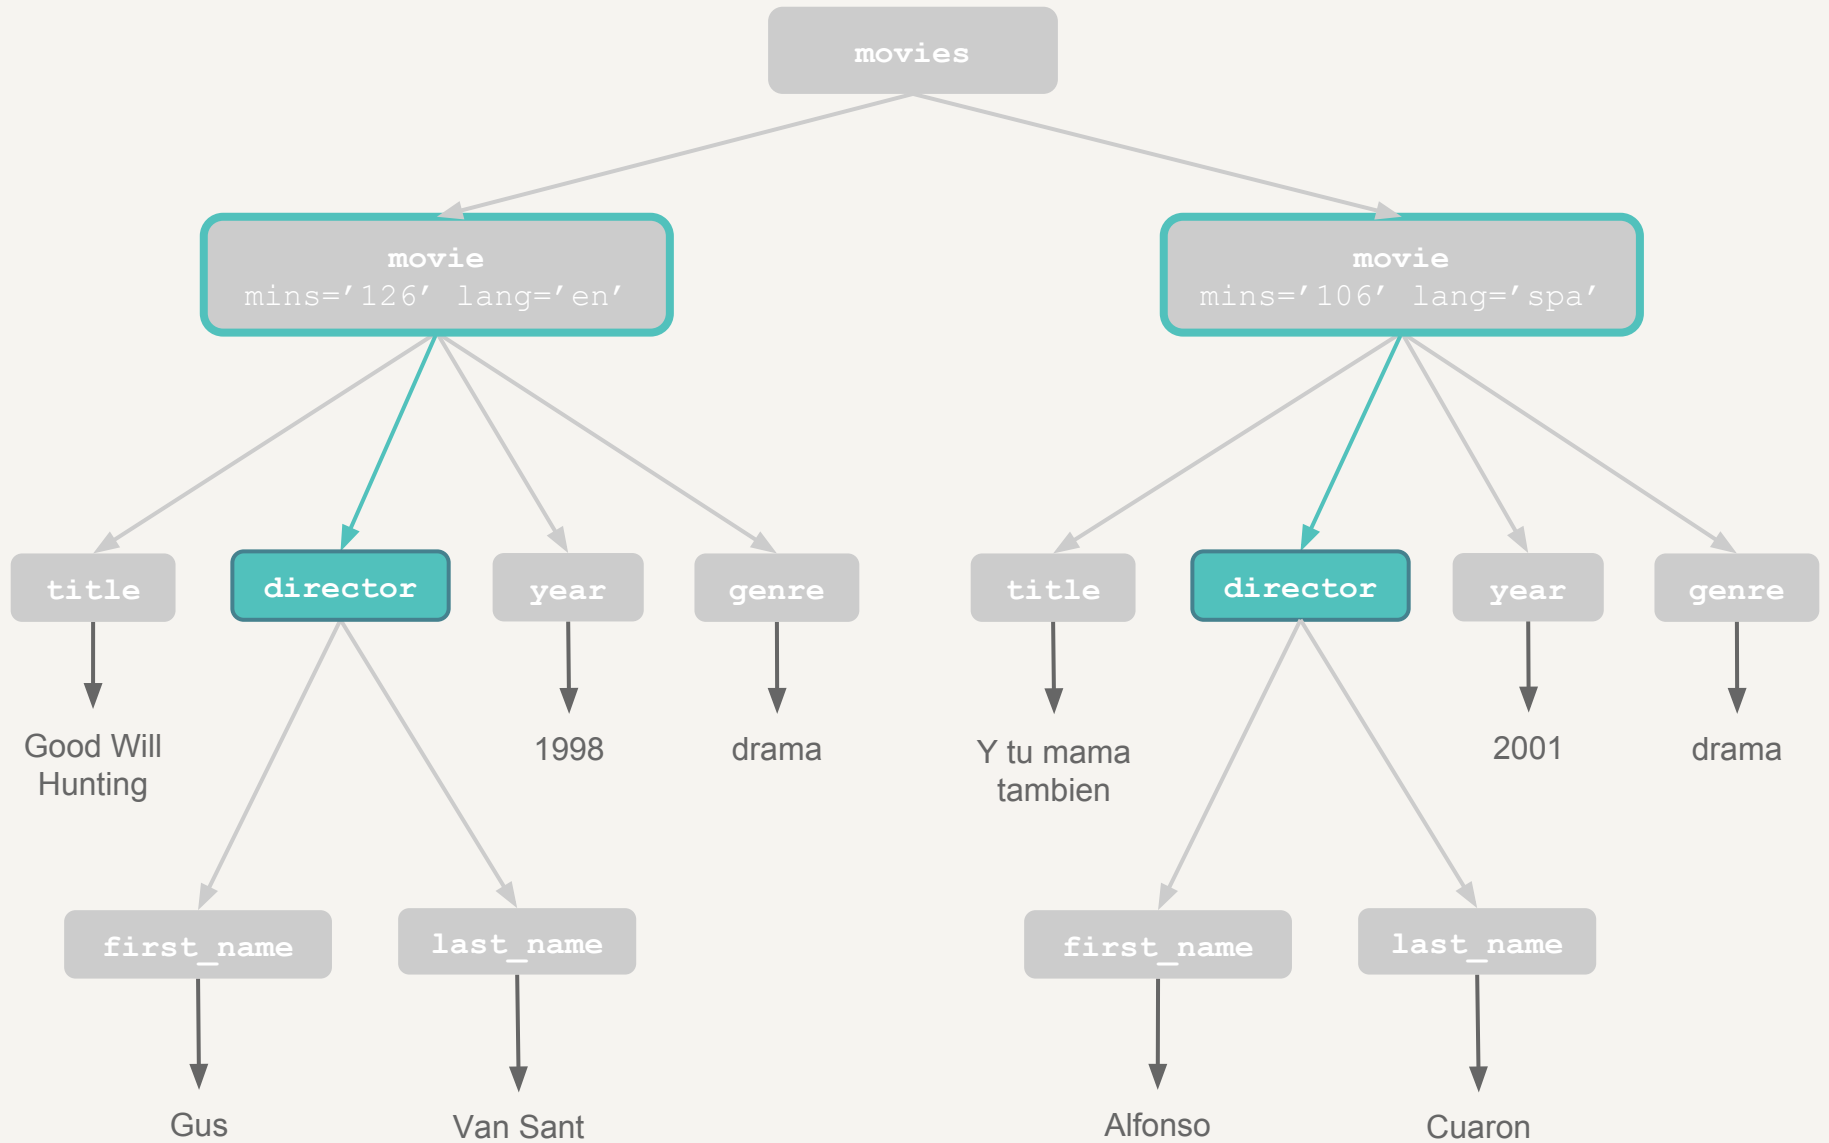 movies
movie
mins=’126’ lang=’en’
movie
mins=’106’ lang=’spa’
title
director
year
genre
title
director
year
genre
Good Will
Hunting
1998
drama
Y tu mama
tambien
2001
drama
first_name
last_name
first_name
last_name
Gus
Van Sant
Alfonso
Cuaron